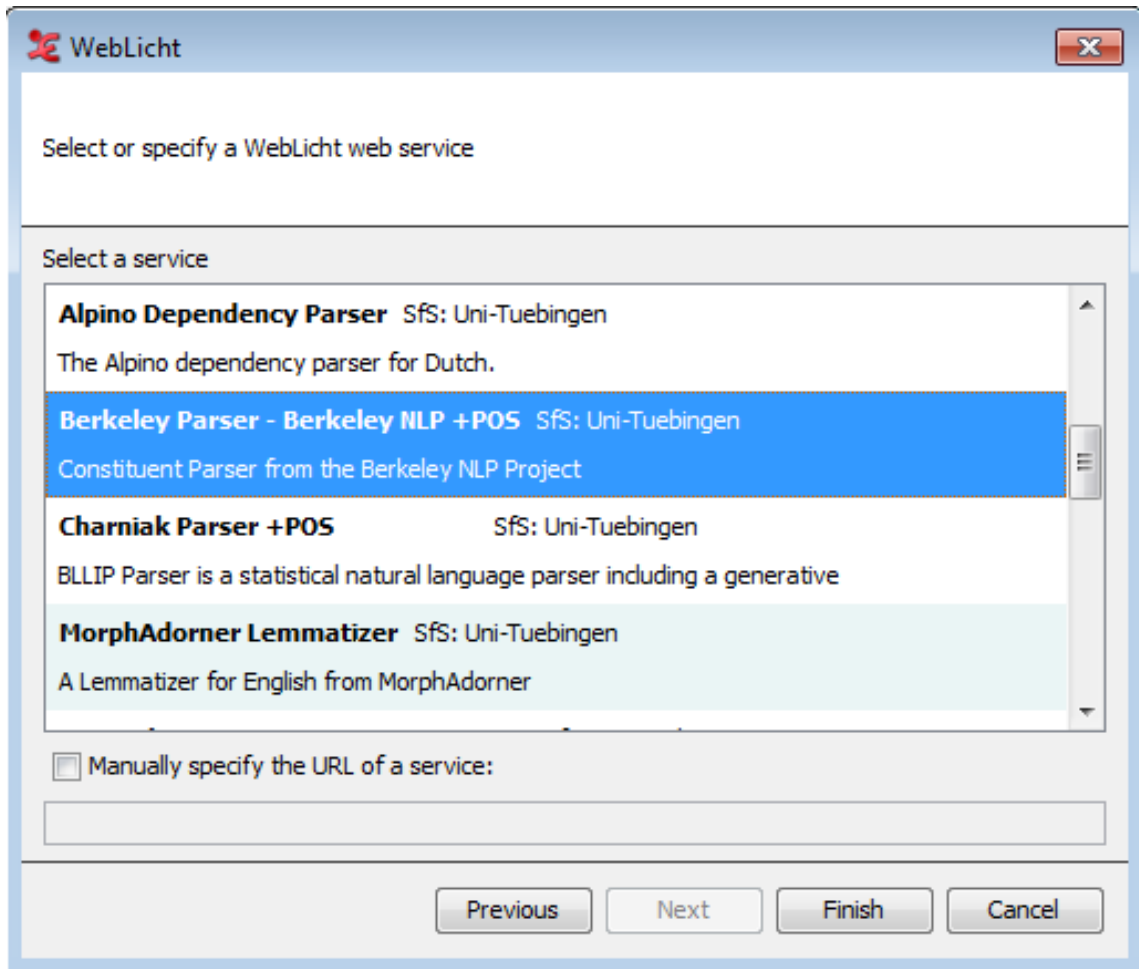 WebLicht
Select or specify a WebLicht web service
Select a service
Alpino Dependency Parser SfS: Uni-Tuebingen
The Alpino dependency parser for Dutch.
Berkeley Parser - Berkeley NLP +POS SfS: Uni-Tuebingen
Constituent Parser from the Berkeley NLP Project
Charniak Parser +POS SfS: Uni-Tuebingen
BLLIP Parser is a statistical natural language parser including a generative
MorphAdorner Lemmatizer SfS: Uni-Tuebingen
A Lemmatizer for English from MorphAdorner
Manually specify the URL of a service:
Previous Next Finish Cancel